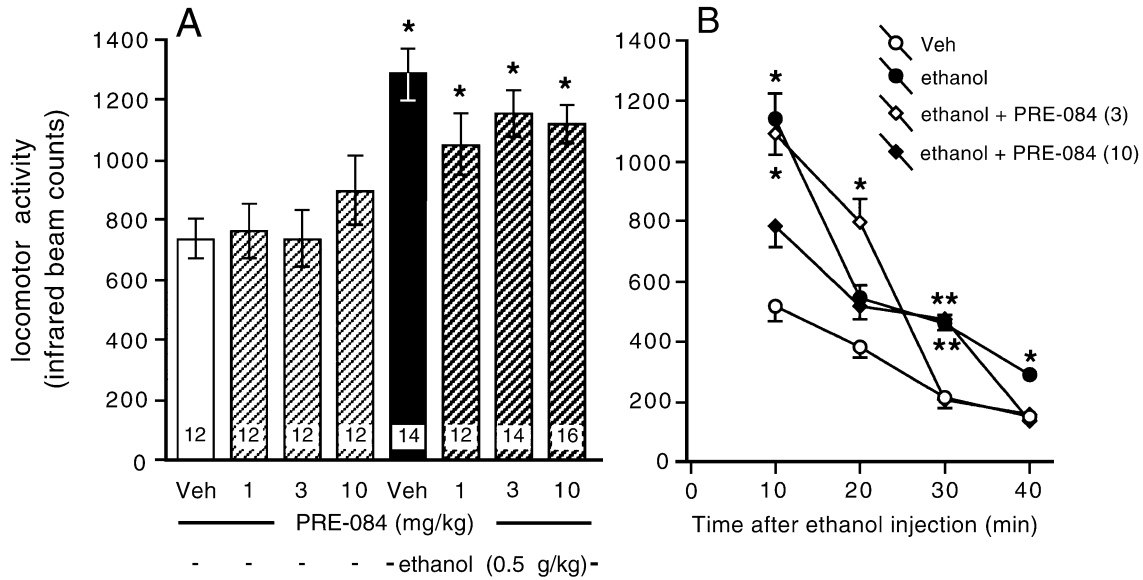 A
locomotor activity
(infrared beam counts)
1400
1200
1000
800
600
400
200
0
*
*
*
*
12
12
12
12
14
12
14
16
Veh 1 3 10 Veh 1 3 10
PRE-084 (mg/kg)
- - - - - ethanol (0.5 g/kg) -
B
Veh
ethanol
ethanol + PRE-084 (3)
ethanol + PRE-084 (10)
1400
1200
1000
800
600
400
200
0
*
*
*
**
**
*
0 10 20 30 40
Time after ethanol injection (min)